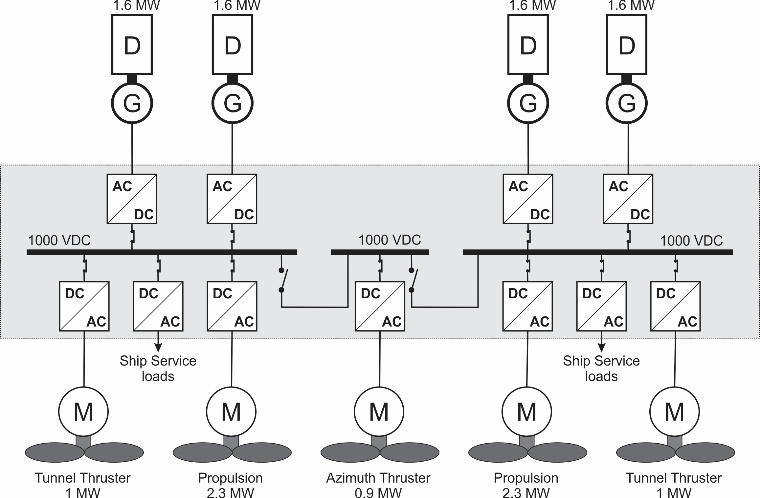 1.6 MW 1.6 MW 1.6 MW 1.6 MW
D D D D
G G G G
AC AC AC AC
DC DC DC DC
1000 VDC 1000 VDC 1000 VDC
DC DC DC DC DC DC DC
AC AC AC AC AC AC AC
Ship Service Ship Service
loads loads
M M M M M
Tunnel Thruster Propulsion Azimuth Thruster Propulsion Tunnel Thruster
1 MW 2.3 MW 0.9 MW 2.3 MW 1 MW